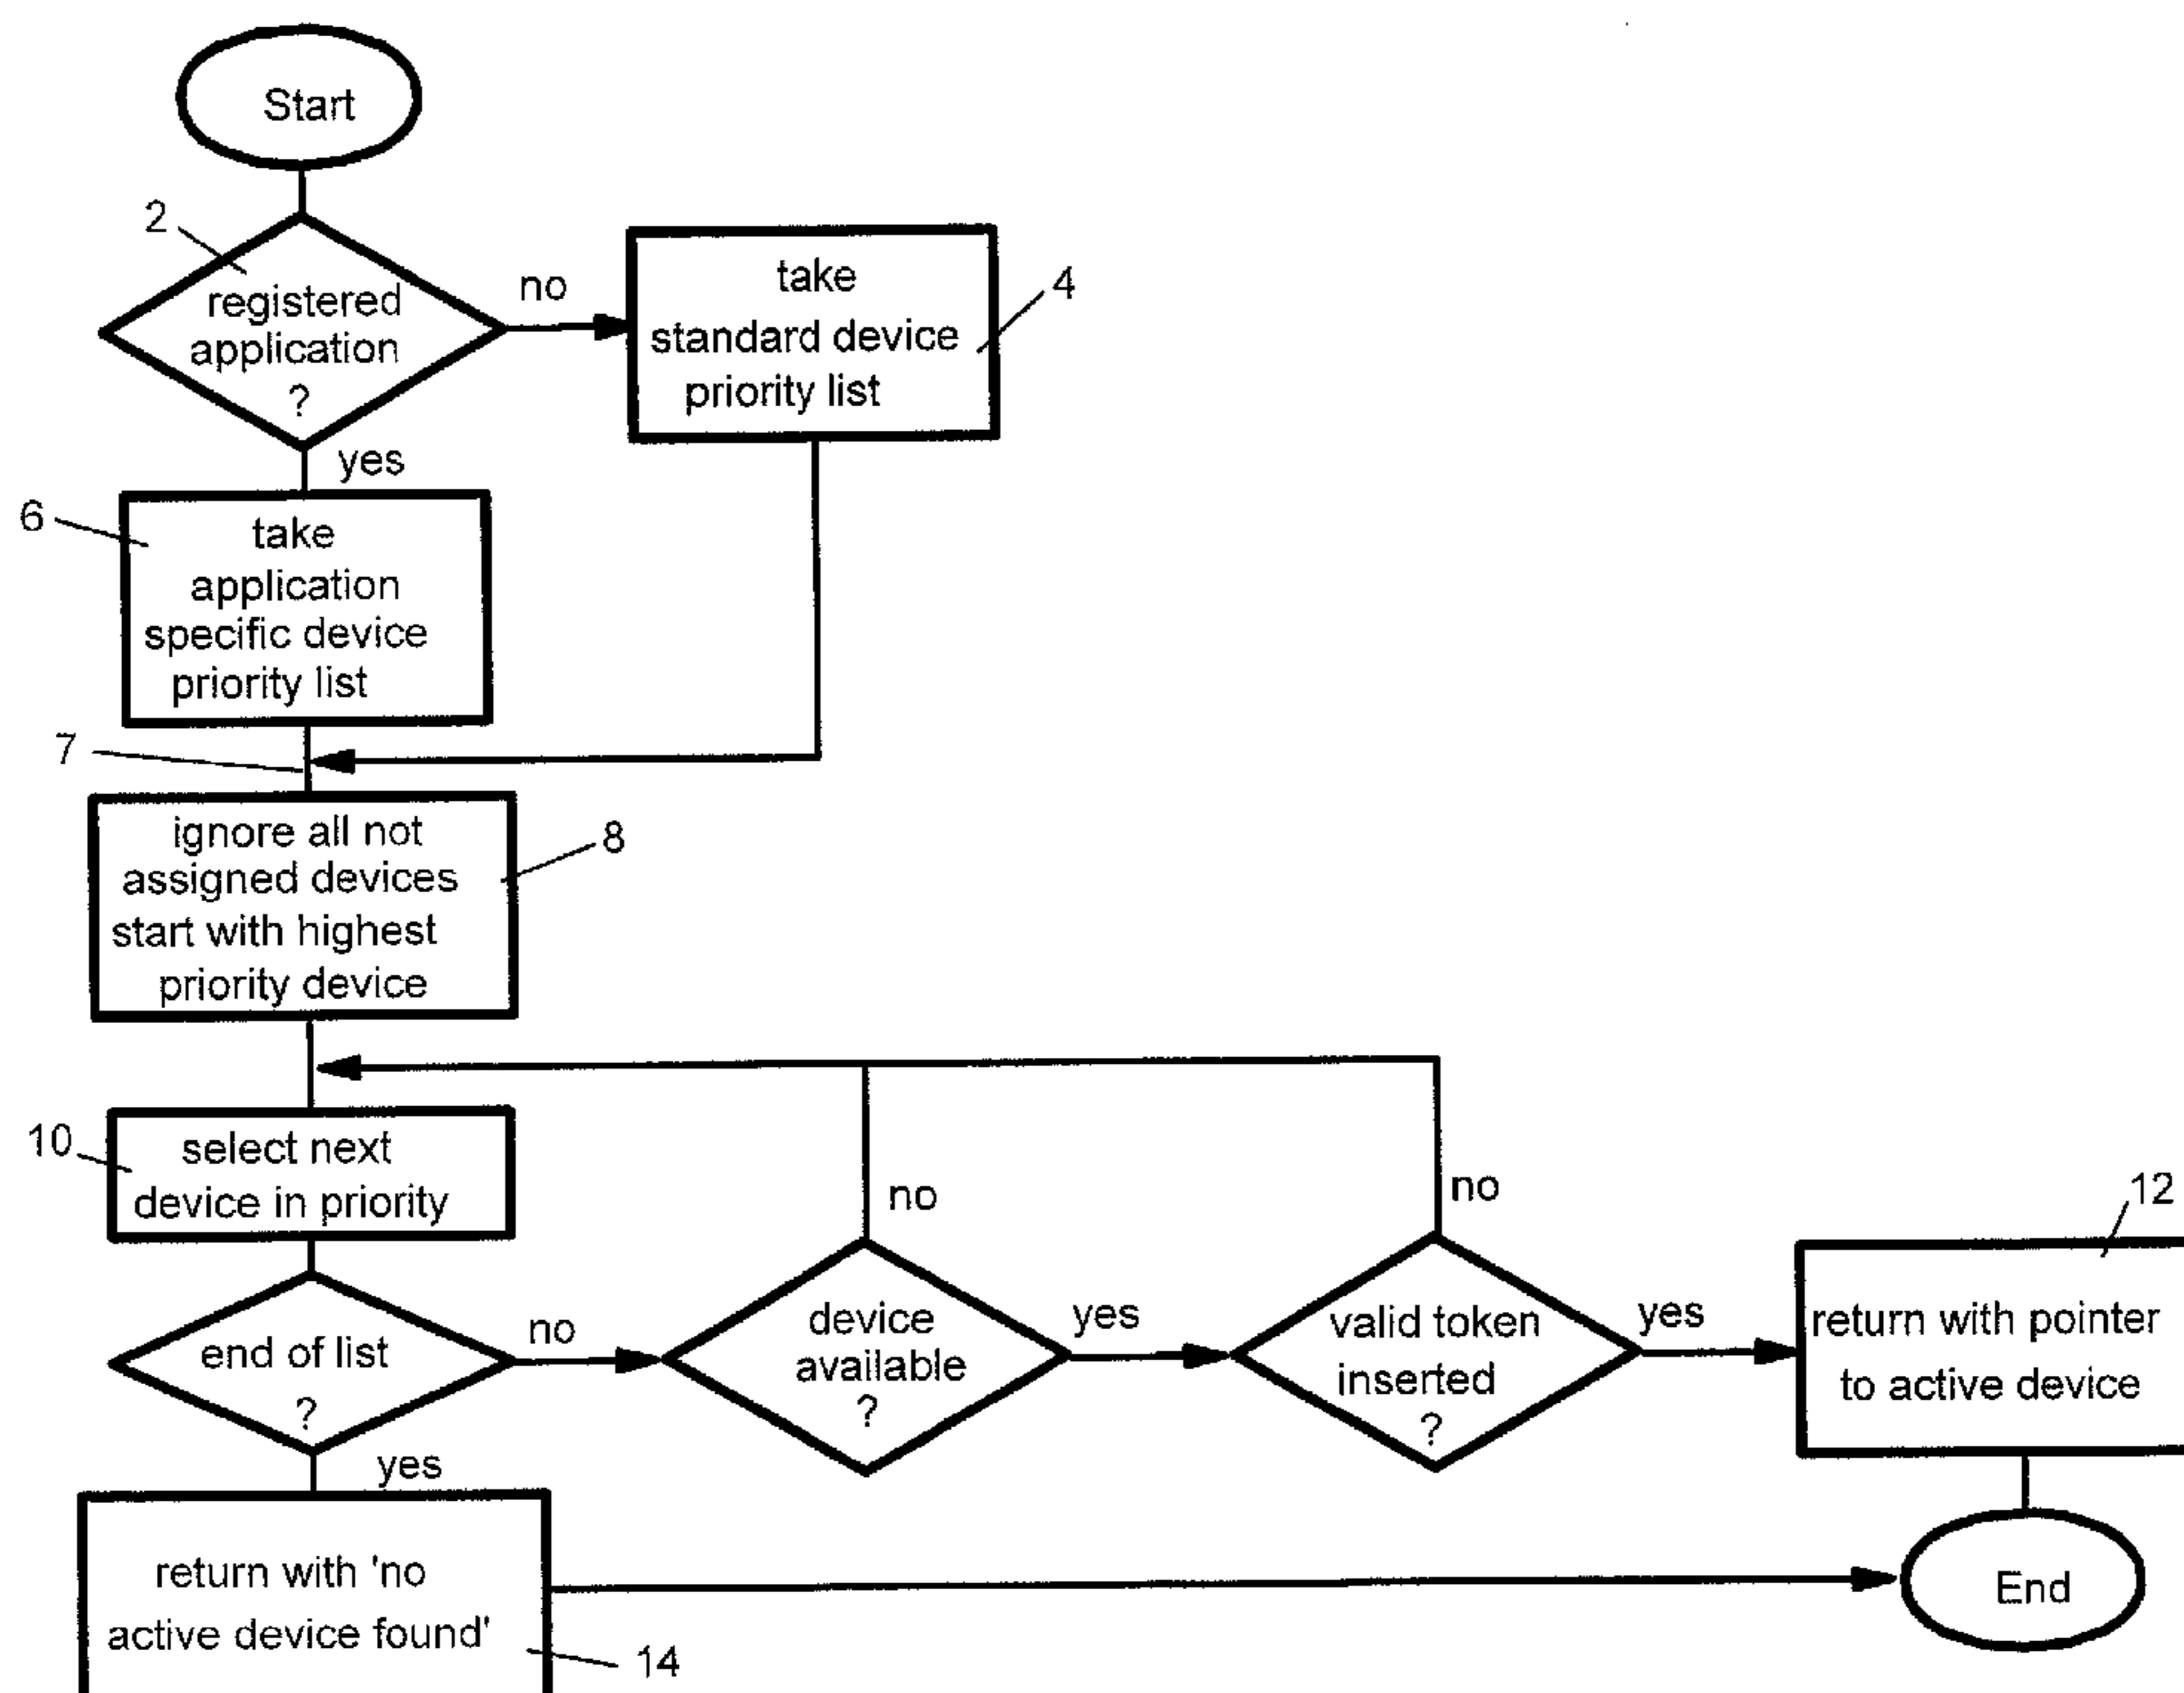 Start
2
registered
application
?
no
take
standard device
priority list
4
yes
6
take
application
specific device
priority list
7
ignore all not
assigned devices
start with highest
priority device
8
10
select next
device in priority
end of list
?
no
device
available
?
no
yes
valid token
inserted
?
no
yes
12
return with pointer
to active device
yes
return with 'no
active device found'
14
End